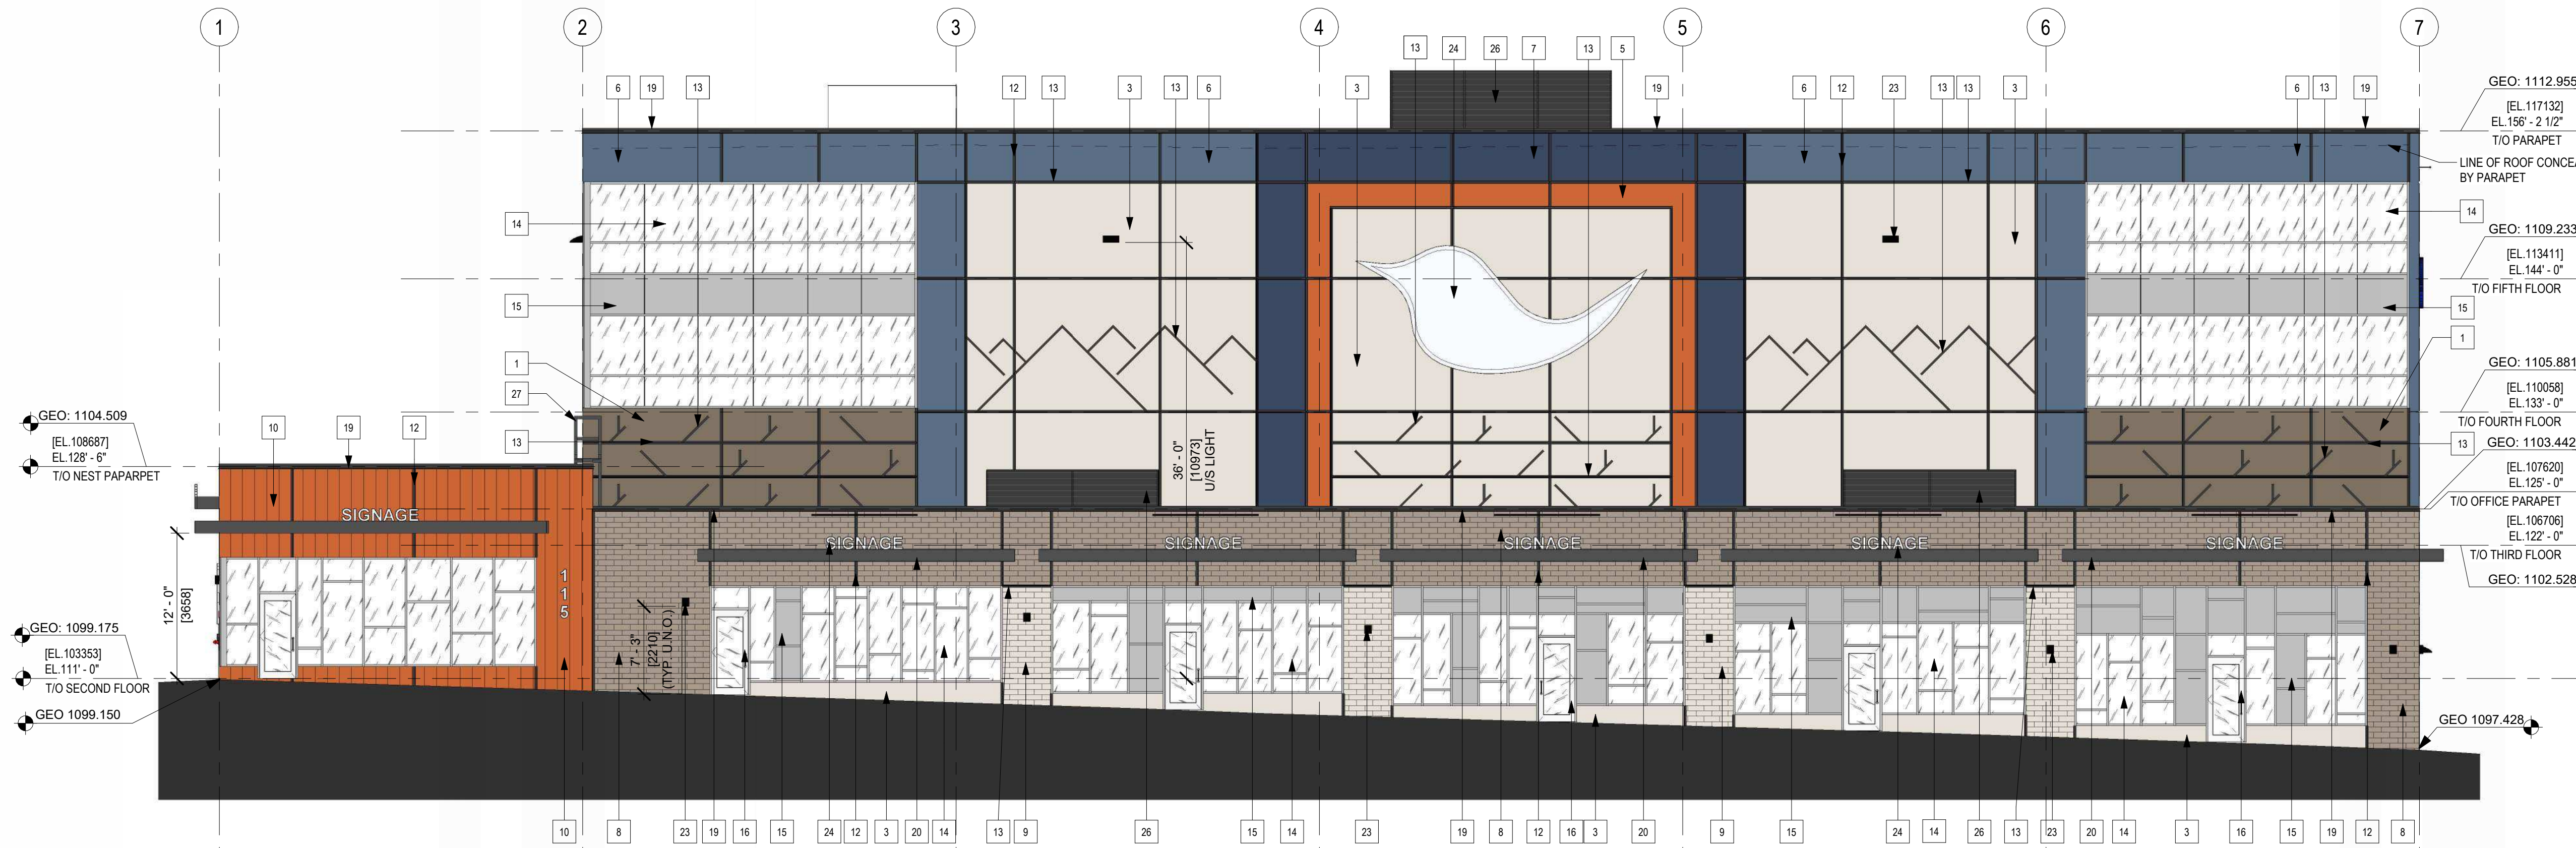 1 2 3 4 5 6 7
13 24 26 7 13 5
6 19 13 12 13 3 13 6 3 19 6 12 23 13 13 3 6 13 19
GEO: 1112.955
[EL.117132]
EL.156' - 2 1/2"
T/O PARAPET
LINE OF ROOF CONCEA
BY PARAPET
14 14
GEO: 1109.233
[EL.113411]
EL.144' - 0"
T/O FIFTH FLOOR
15 15
1 1
27
GEO: 1105.881
[EL.110058]
EL.133' - 0"
T/O FOURTH FLOOR
13 13
GEO: 1104.509
[EL.108687]
EL.128' - 6"
T/O NEST PAPARPET
10 19 12
36' - 0"
[10973]
U/S LIGHT
GEO: 1103.442
[EL.107620]
EL.125' - 0"
T/O OFFICE PARAPET
[EL.106706]
EL.122' - 0"
T/O THIRD FLOOR
GEO: 1102.528
SIGNAGE
SIGNAGE SIGNAGE SIGNAGE SIGNAGE SIGNAGE
1
1
5
12' - 0"
[3658]
7' - 3"
[2210]
(TYP. U.N.O.)
GEO: 1099.175
[EL.103353]
EL.111' - 0"
T/O SECOND FLOOR
GEO 1099.150
GEO 1097.428
10 8 23 19 16 15 24 12 3 20 14 13 9 26 15 14 23 19 8 12 16 3 20 9 15 24 14 26 13 23 20 14 3 16 15 19 12 8